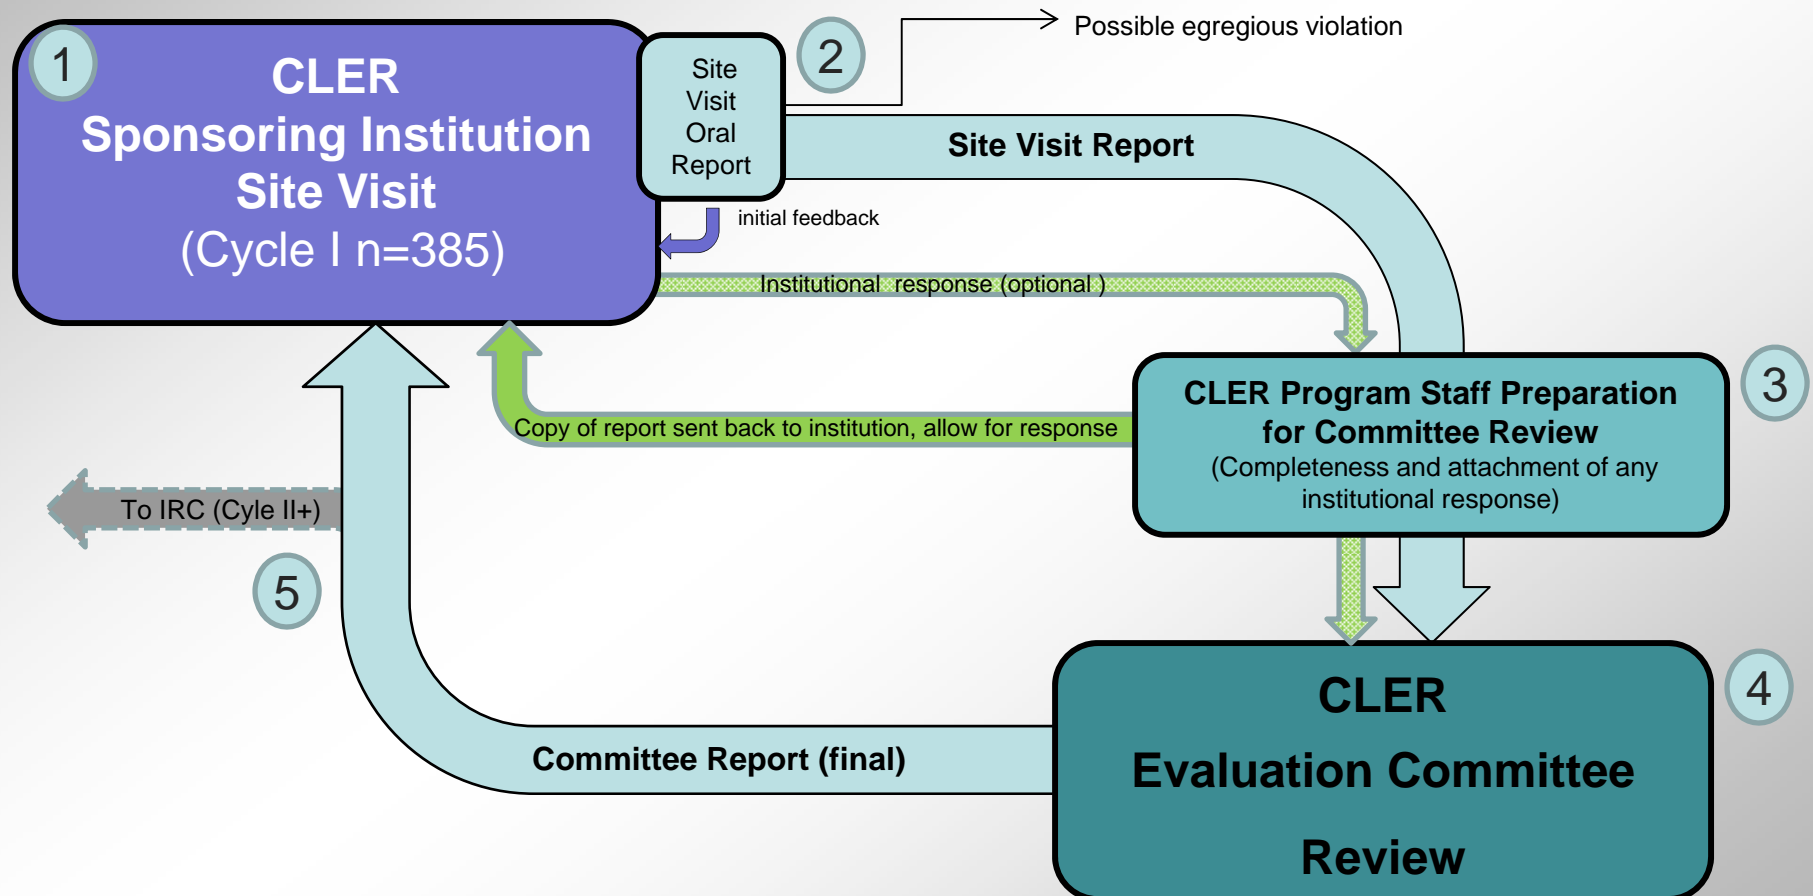 1
CLER
Sponsoring Institution
Site Visit
(Cycle I n=385)
Site
Visit
Oral
Report
2
Possible egregious violation
Site Visit Report
initial feedback
Institutional response (optional )
3
CLER Program Staff Preparation
for Committee Review
(Completeness and attachment of any
institutional response)
Copy of report sent back to institution, allow for response
To IRC (Cyle II+)
5
4
CLER
Evaluation Committee
Review
Committee Report (final)